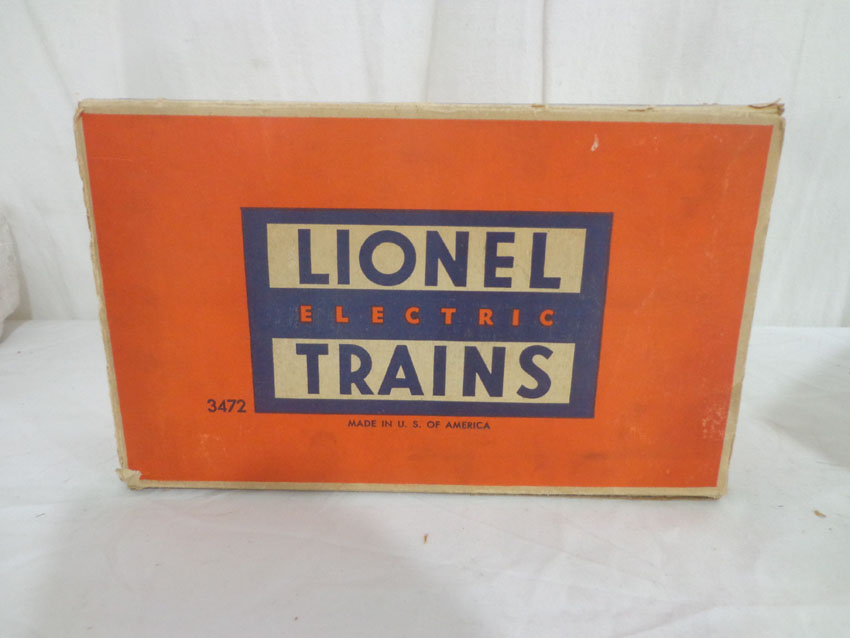 LIONEL
ELECTRIC
TRAINS
3472
MADE IN U. S. OF AMERICA